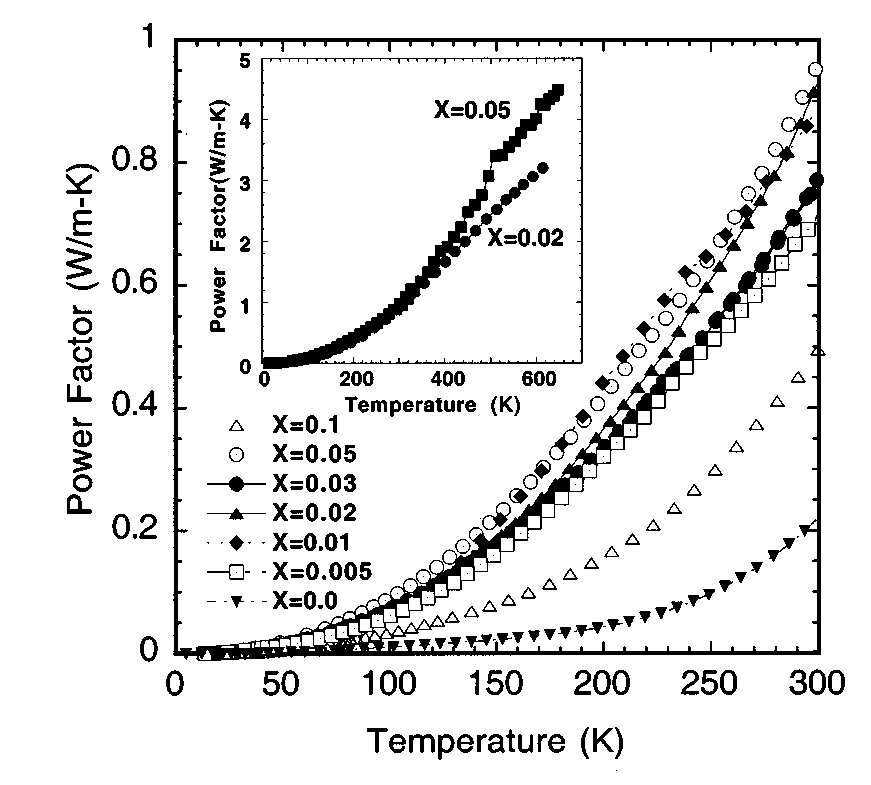 1
0.8
0.6
0.4
0.2
0
Power Factor (W/m-K)
0 50 100 150 200 250 300
Temperature (K)
5
4
3
2
1
0
Power Factor(W/m-K)
0 200 400 600
Temperature (K)
X=0.05
X=0.02
X=0.1
X=0.05
X=0.03
X=0.02
X=0.01
X=0.005
X=0.0